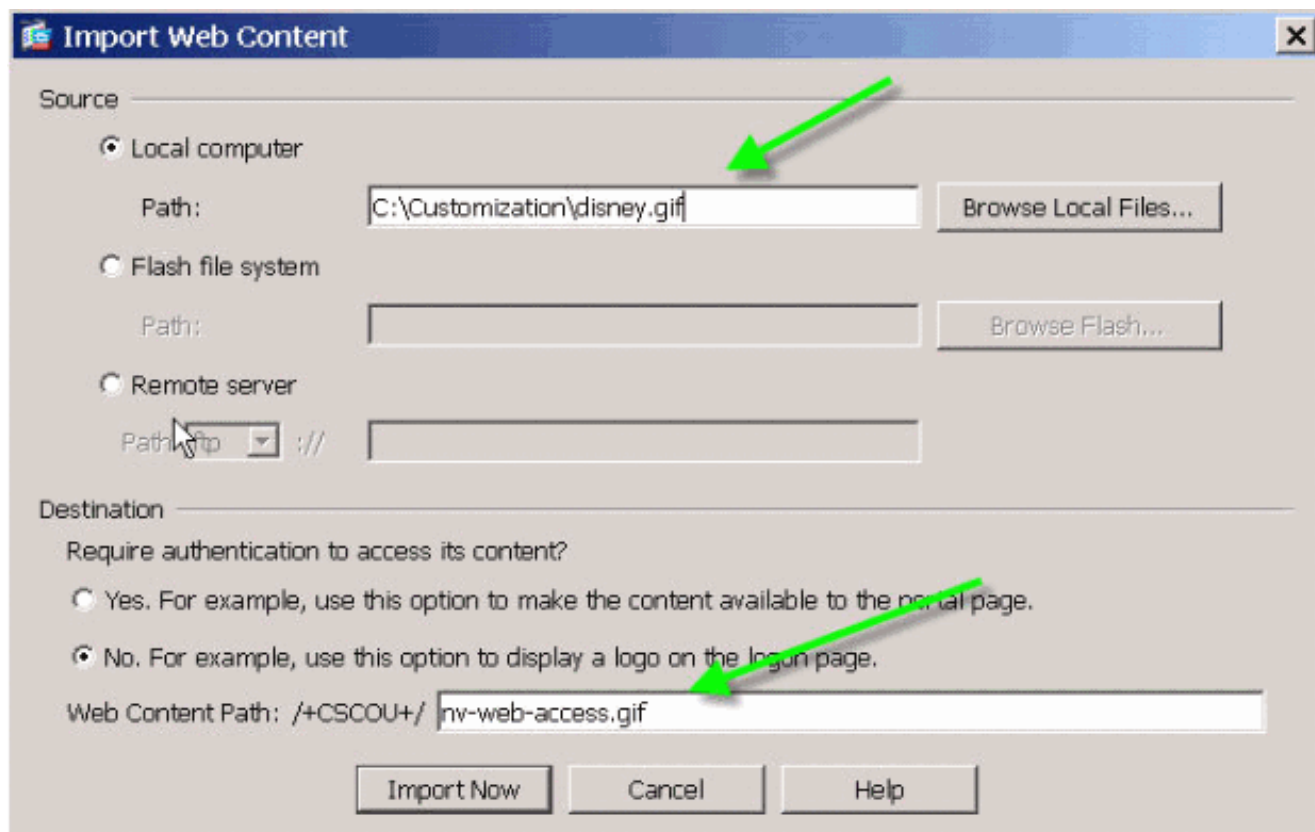 Import Web Content
Source
Local computer
Path: C:\Customization\disney.gif Browse Local Files...
Flash file system
Path: Browse Flash...
Remote server
Path: ftp ://
Destination
Require authentication to access its content?
Yes. For example, use this option to make the content available to the portal page.
No. For example, use this option to display a logo on the logon page.
Web Content Path: /+CSCOU+/ nv-web-access.gif
Import Now Cancel Help